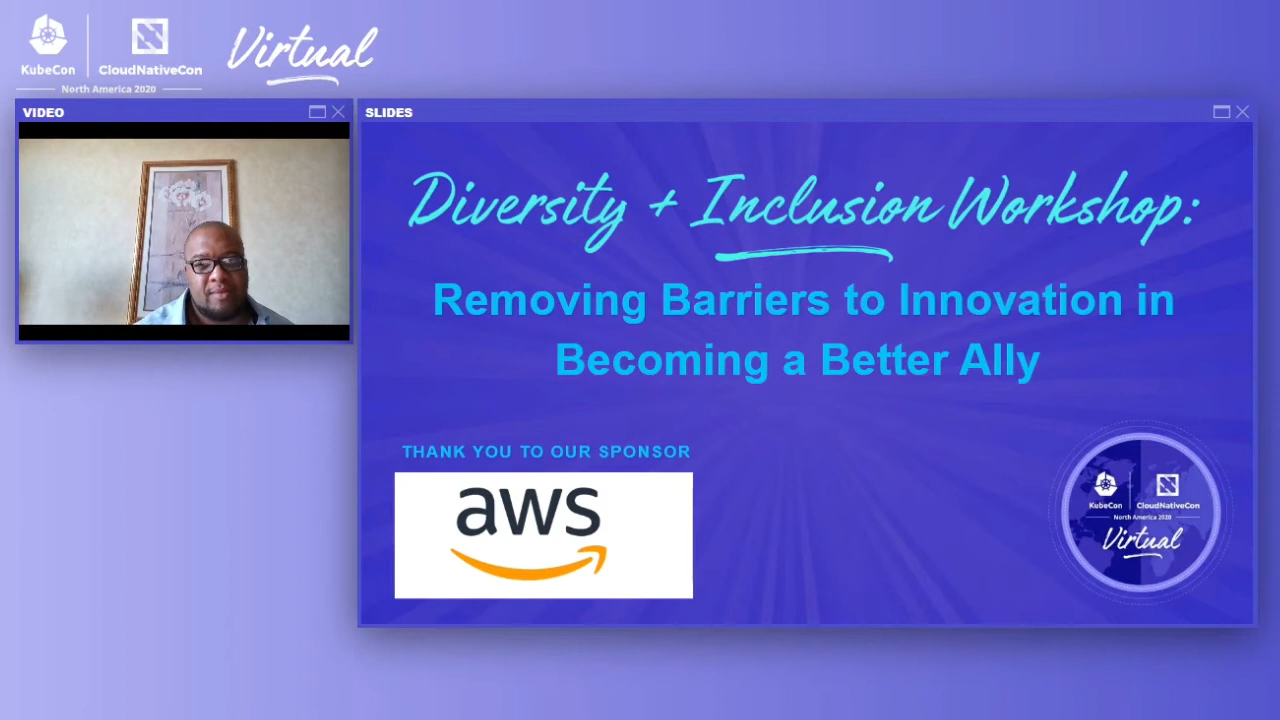 KubeCon
CloudNativeCon
North America 2020
Virtual
VIDEO
SLIDES
Diversity + Inclusion Workshop:
Removing Barriers to Innovation in
Becoming a Better Ally
THANK YOU TO OUR SPONSOR
aws
KubeCon
CloudNativeCon
North America 2020
Virtual